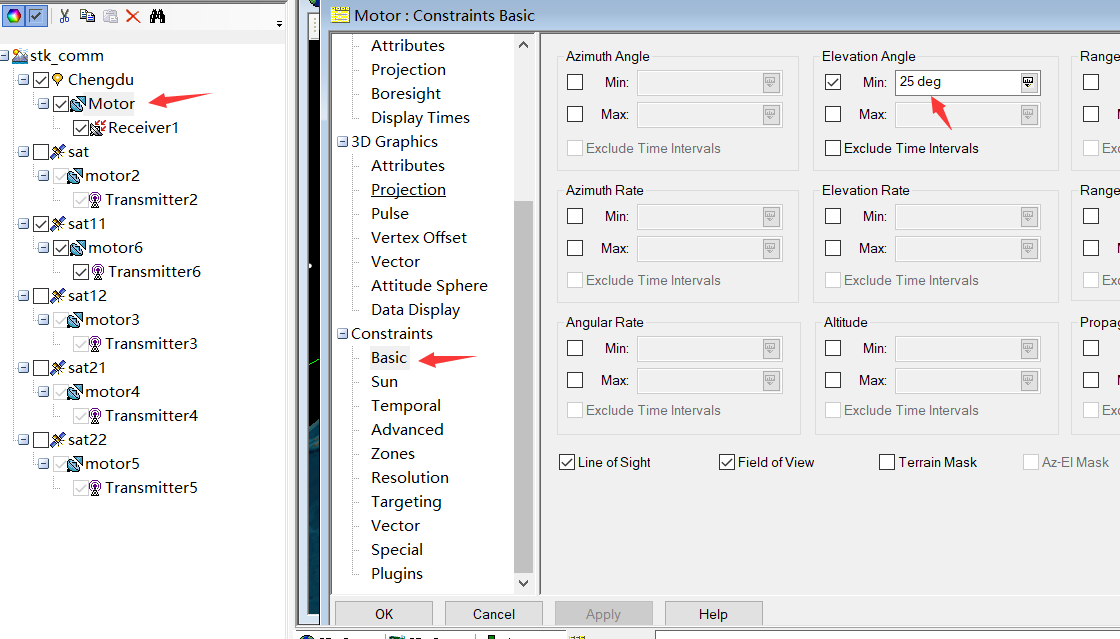 stk_comm
Chengdu
Motor
Receiver1
sat
motor2
Transmitter2
sat11
motor6
Transmitter6
sat12
motor3
Transmitter3
sat21
motor4
Transmitter4
sat22
motor5
Transmitter5
Motor : Constraints Basic
Attributes
Projection
Boresight
Display Times
3D Graphics
Attributes
Projection
Pulse
Vertex Offset
Vector
Attitude Sphere
Data Display
Constraints
Basic
Sun
Temporal
Advanced
Zones
Resolution
Targeting
Vector
Special
Plugins
Azimuth Angle
Min:
Max:
Exclude Time Intervals
Elevation Angle
Min: 25 deg
Max:
Exclude Time Intervals
Range
Azimuth Rate
Min:
Max:
Exclude Time Intervals
Elevation Rate
Min:
Max:
Exclude Time Intervals
Range
Angular Rate
Min:
Max:
Exclude Time Intervals
Altitude
Min:
Max:
Exclude Time Intervals
Propag
Line of Sight Field of View Terrain Mask Az-El Mask
OK Cancel Apply Help